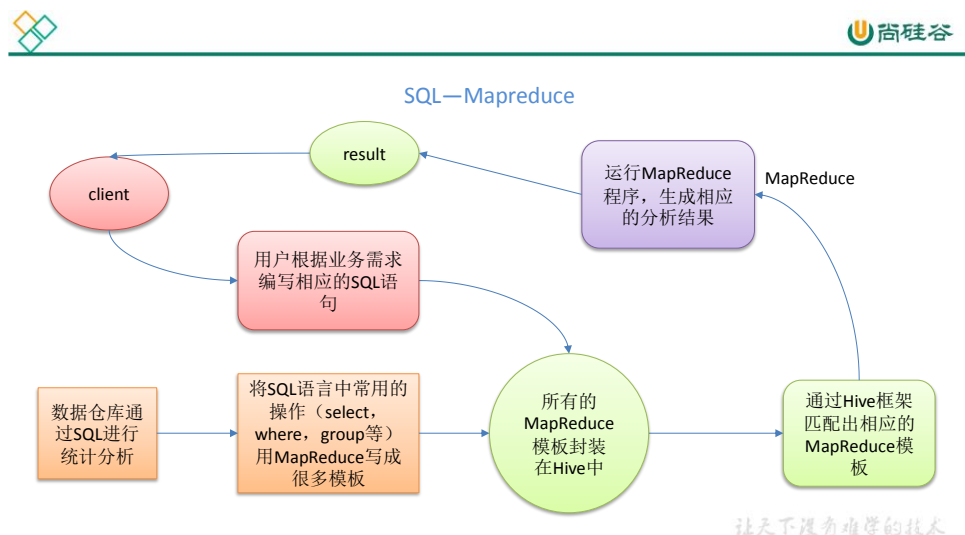 尚硅谷
SQL—Mapreduce
result
client
运行MapReduce
程序，生成相应
的分析结果
MapReduce
用户根据业务需求
编写相应的SQL语
句
数据仓库通
过SQL进行
统计分析
将SQL语言中常用的
操作（select，
where，group等）
用MapReduce写成
很多模板
所有的
MapReduce
模板封装
在Hive中
通过Hive框架
匹配出相应的
MapReduce模
板
让天下没有难学的技术